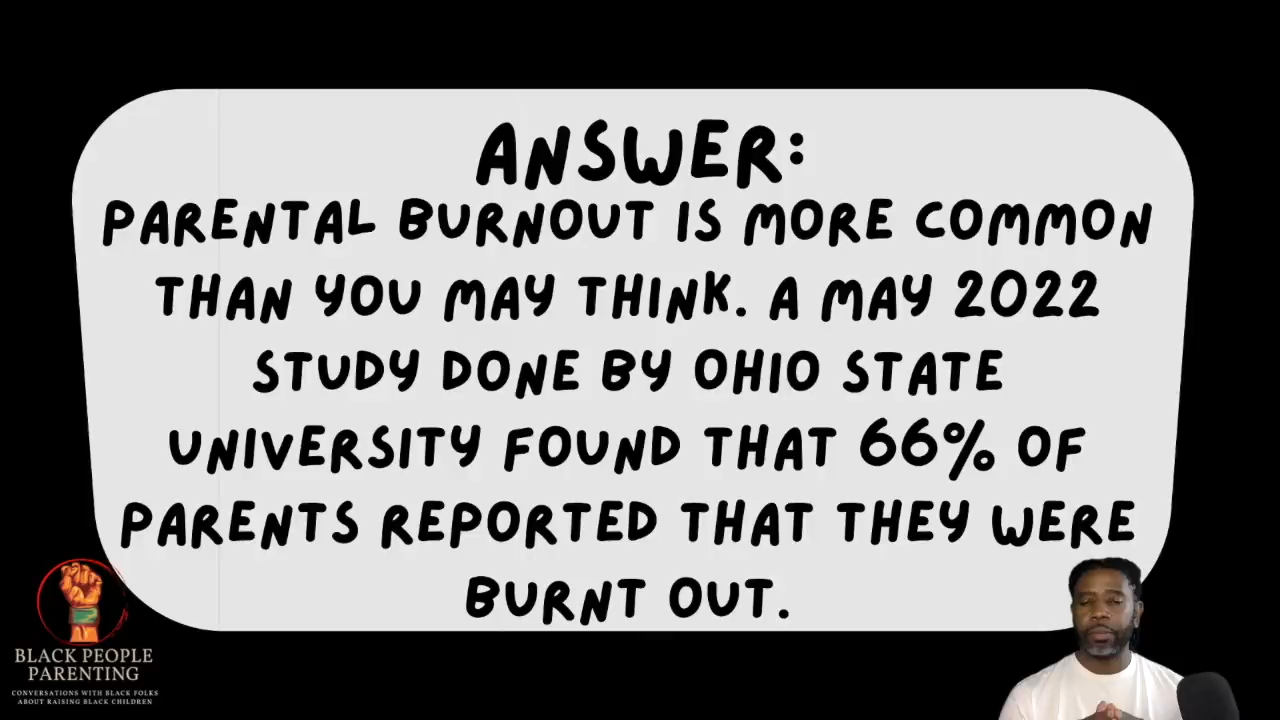 ANSWER:
PARENTAL BURNOUT IS MORE COMMON
THAN YOU MAY THINK. A MAY 2022
STUDY DONE BY OHIO STATE
UNIVERSITY FOUND THAT 66% OF
PARENTS REPORTED THAT THEY WERE
BURNT OUT.
BLACK PEOPLE
PARENTING
CONVERSATIONS WITH BLACK FOLKS
ABOUT RAISING BLACK CHILDREN